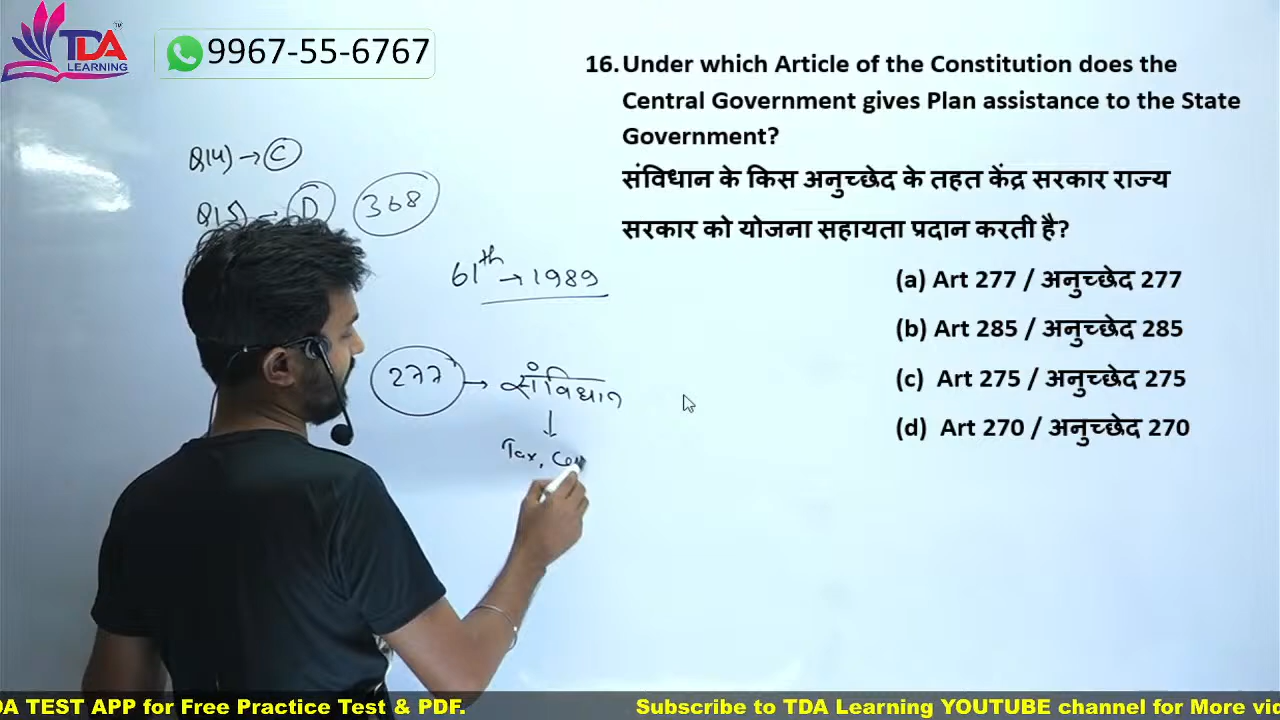 TDA
LEARNING
9967-55-6767
16. Under which Article of the Constitution does the
Central Government gives Plan assistance to the State
Government?
संविधान के किस अनुच्छेद के तहत केंद्र सरकार राज्य
सरकार को योजना सहायता प्रदान करती है?
(a) Art 277 / अनुच्छेद 277
(b) Art 285 / अनुच्छेद 285
(c) Art 275 / अनुच्छेद 275
(d) Art 270 / अनुच्छेद 270
Q14) → C
Q15) → D 368
61th → 1989
277 → संविधान
Tax,
DA TEST APP for Free Practice Test & PDF.
Subscribe to TDA Learning YOUTUBE channel for More